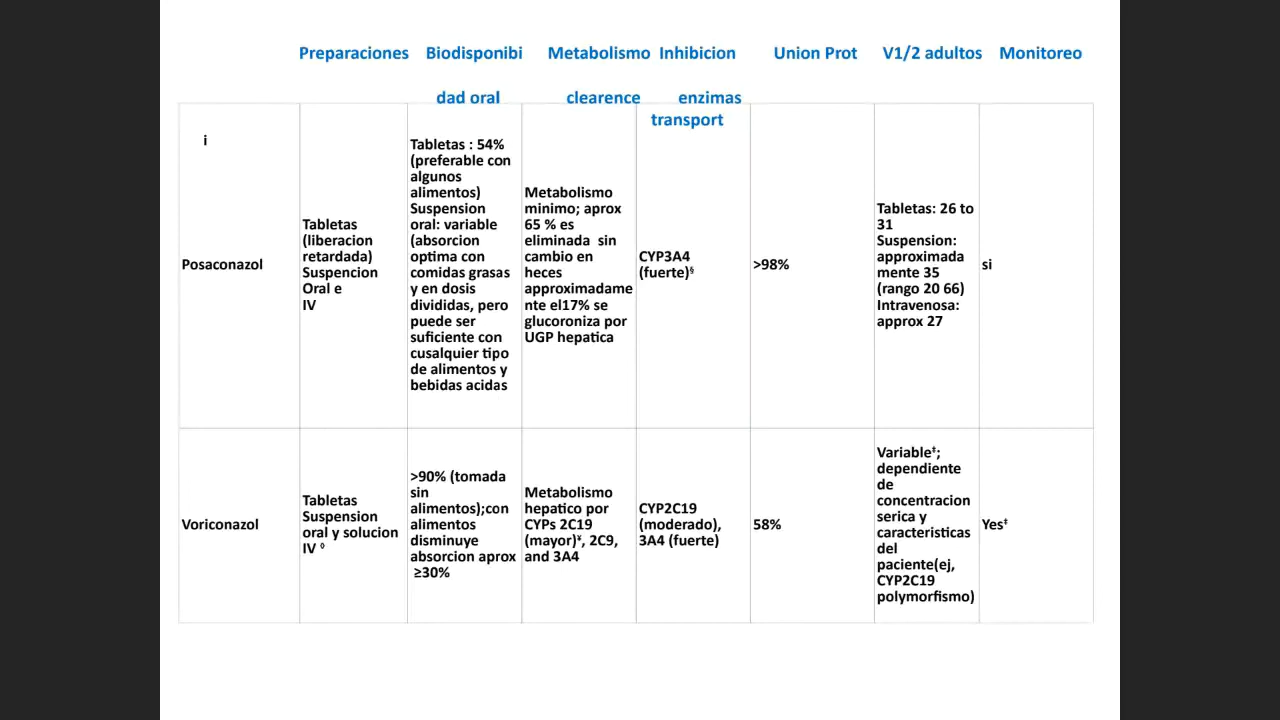 Preparaciones Biodisponibi Metabolismo Inhibicion Union Prot V1/2 adultos Monitoreo
dad oral clearence enzimas
transport
i
Posaconazol
Tabletas
(liberacion
retardada)
Suspencion
Oral e
IV
Tabletas : 54%
(preferable con
algunos
alimentos)
Suspension
oral: variable
(absorcion
optima con
comidas grasas
y en dosis
divididas, pero
puede ser
suficiente con
cusalquier tipo
de alimentos y
bebidas acidas
Metabolismo
minimo; aprox
65 % es
eliminada sin
cambio en
heces
approximadame
nte el17% se
glucoroniza por
UGP hepatica
CYP3A4
(fuerte)§
>98%
Tabletas: 26 to
31
Suspension:
approximada
mente 35
(rango 20 66)
Intravenosa:
approx 27
si
Voriconazol
Tabletas
Suspension
oral y solucion
IV ◊
>90% (tomada
sin
alimentos);con
alimentos
disminuye
absorcion aprox
≥30%
Metabolismo
hepatico por
CYPs 2C19
(mayor)¥, 2C9,
and 3A4
CYP2C19
(moderado),
3A4 (fuerte)
58%
Variable‡;
dependiente
de
concentracion
serica y
caracteristicas
del
paciente(ej,
CYP2C19
polymorfismo)
Yes‡